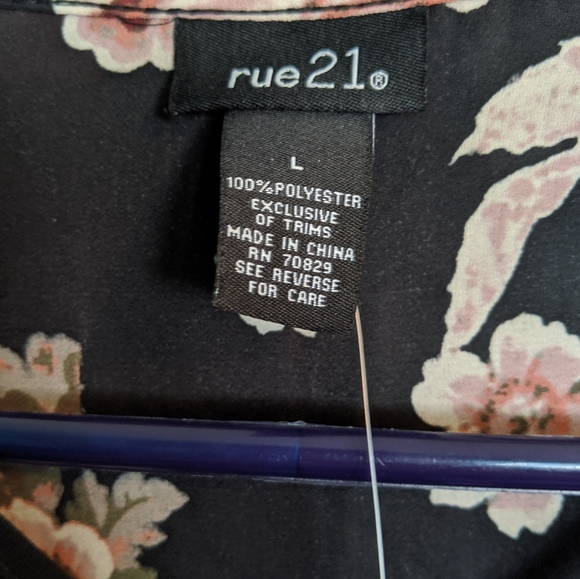 rue21®
L
100%POLYESTER
EXCLUSIVE
OF TRIMS
MADE IN CHINA
RN 70829
SEE REVERSE
FOR CARE